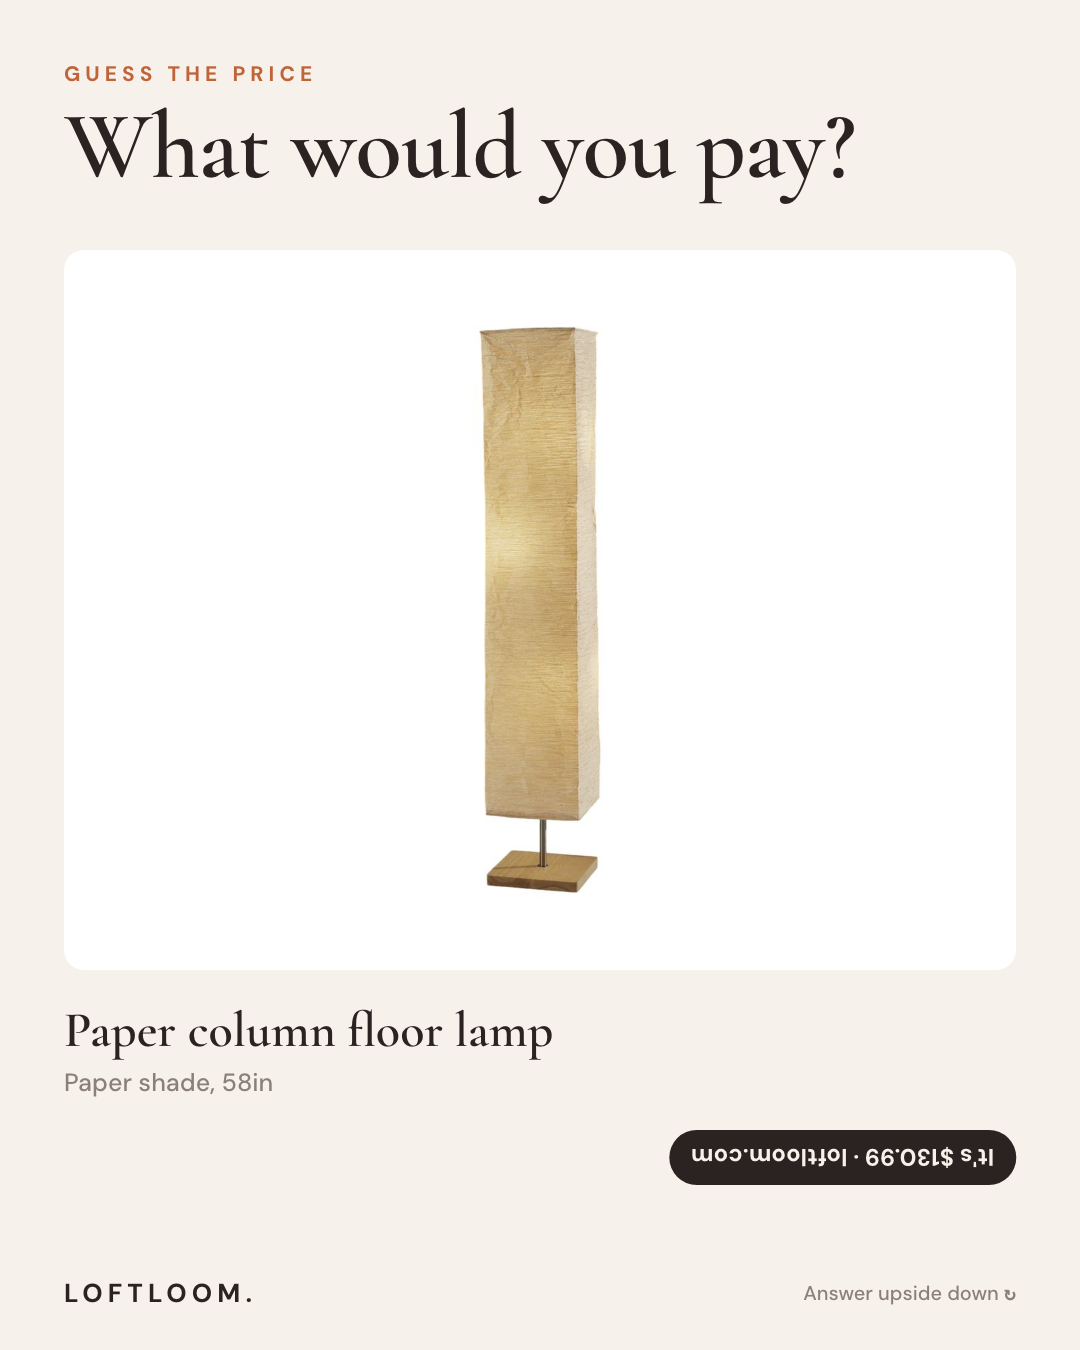 GUESS THE PRICE
What would you pay?
Paper column floor lamp
Paper shade, 58in
It's $130.99 · loftloom.com
LOFTLOOM.
Answer upside down ↻